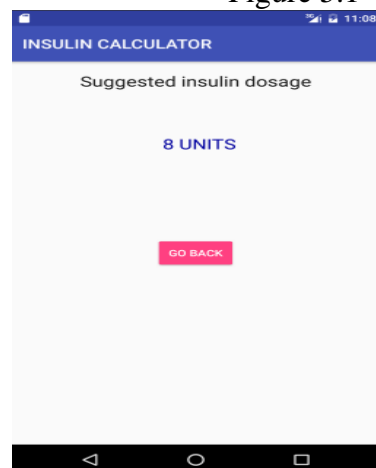 Figure 3.1
11:08
INSULIN CALCULATOR
Suggested insulin dosage
8 UNITS
GO BACK